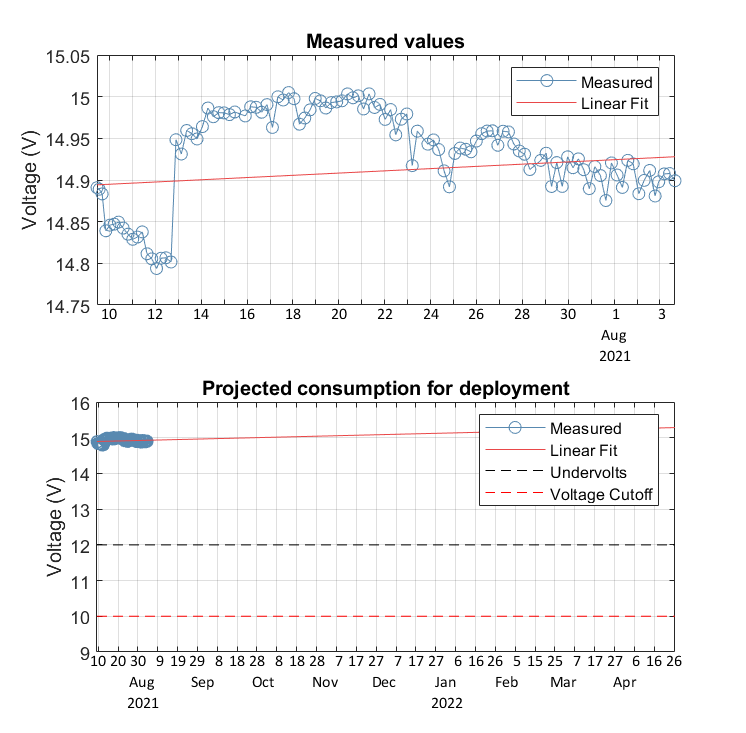 Measured values
15.05
15
14.95
14.9
14.85
14.8
14.75
Voltage (V)
Measured
Linear Fit
10 12 14 16 18 20 22 24 26 28 30 1 3
Aug
2021
Projected consumption for deployment
16
15
14
13
12
11
10
9
Voltage (V)
Measured
Linear Fit
Undervolts
Voltage Cutoff
10 20 30 9 19 29 8 18 28 8 18 28 7 17 27 7 17 27 6 16 26 5 15 25 7 17 27 6 16 26
Aug Sep Oct Nov Dec Jan Feb Mar Apr
2021 2022